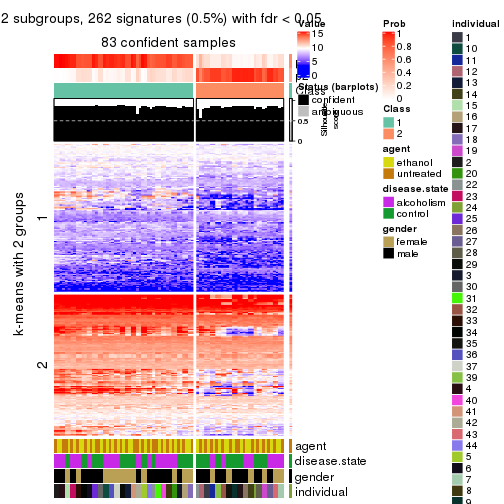 2 subgroups, 262 signatures (0.5%) with fdr < 0.05
83 confident samples
Class
Silhouette
score
0.5
0
k-means with 2 groups
1
2
agent
disease.state
gender
individual
Value
15
10
5
0
Status (barplots)
confident
ambiguous
Prob
1
0.8
0.6
0.4
0.2
0
Class
1
2
agent
ethanol
untreated
disease.state
alcoholism
control
gender
female
male
individual
1
10
11
12
13
14
15
16
17
18
19
2
20
22
23
24
25
26
27
28
29
3
30
31
32
33
34
35
36
37
39
4
40
41
42
43
44
5
6
7
8
9